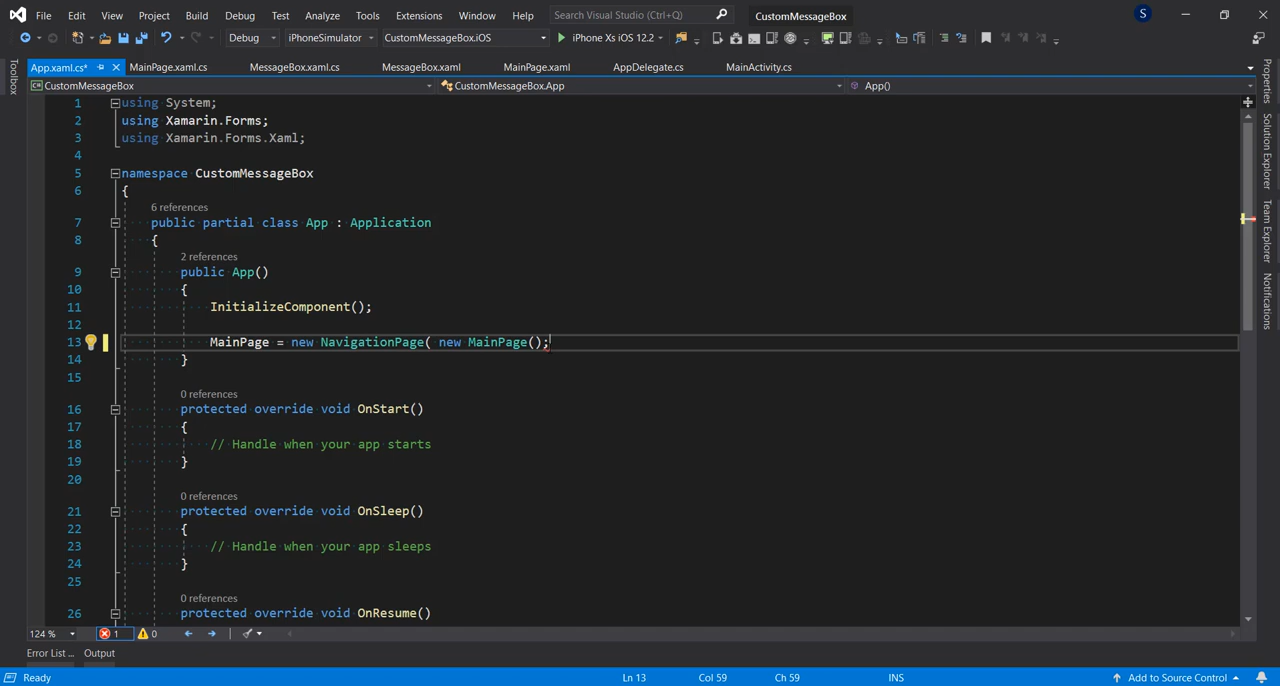 File Edit View Project Build Debug Test Analyze Tools Extensions Window Help Search Visual Studio (Ctrl+Q) CustomMessageBox S
Debug iPhoneSimulator CustomMessageBox.iOS iPhone Xs iOS 12.2
App.xaml.cs* MainPage.xaml.cs MessageBox.xaml.cs MessageBox.xaml MainPage.xaml AppDelegate.cs MainActivity.cs
CustomMessageBox CustomMessageBox.App App()
Toolbox
1 using System;
2 using Xamarin.Forms;
3 using Xamarin.Forms.Xaml;
4
5 namespace CustomMessageBox
6 {
6 references
7 public partial class App : Application
8 {
2 references
9 public App()
10 {
11 InitializeComponent();
12
13 MainPage = new NavigationPage( new MainPage();
14 }
15
0 references
16 protected override void OnStart()
17 {
18 // Handle when your app starts
19 }
20
0 references
21 protected override void OnSleep()
22 {
23 // Handle when your app sleeps
24 }
25
0 references
26 protected override void OnResume()
Properties
Solution Explorer
Team Explorer
Notifications
124 % 1 0
Error List ... Output
Ready Ln 13 Col 59 Ch 59 INS Add to Source Control